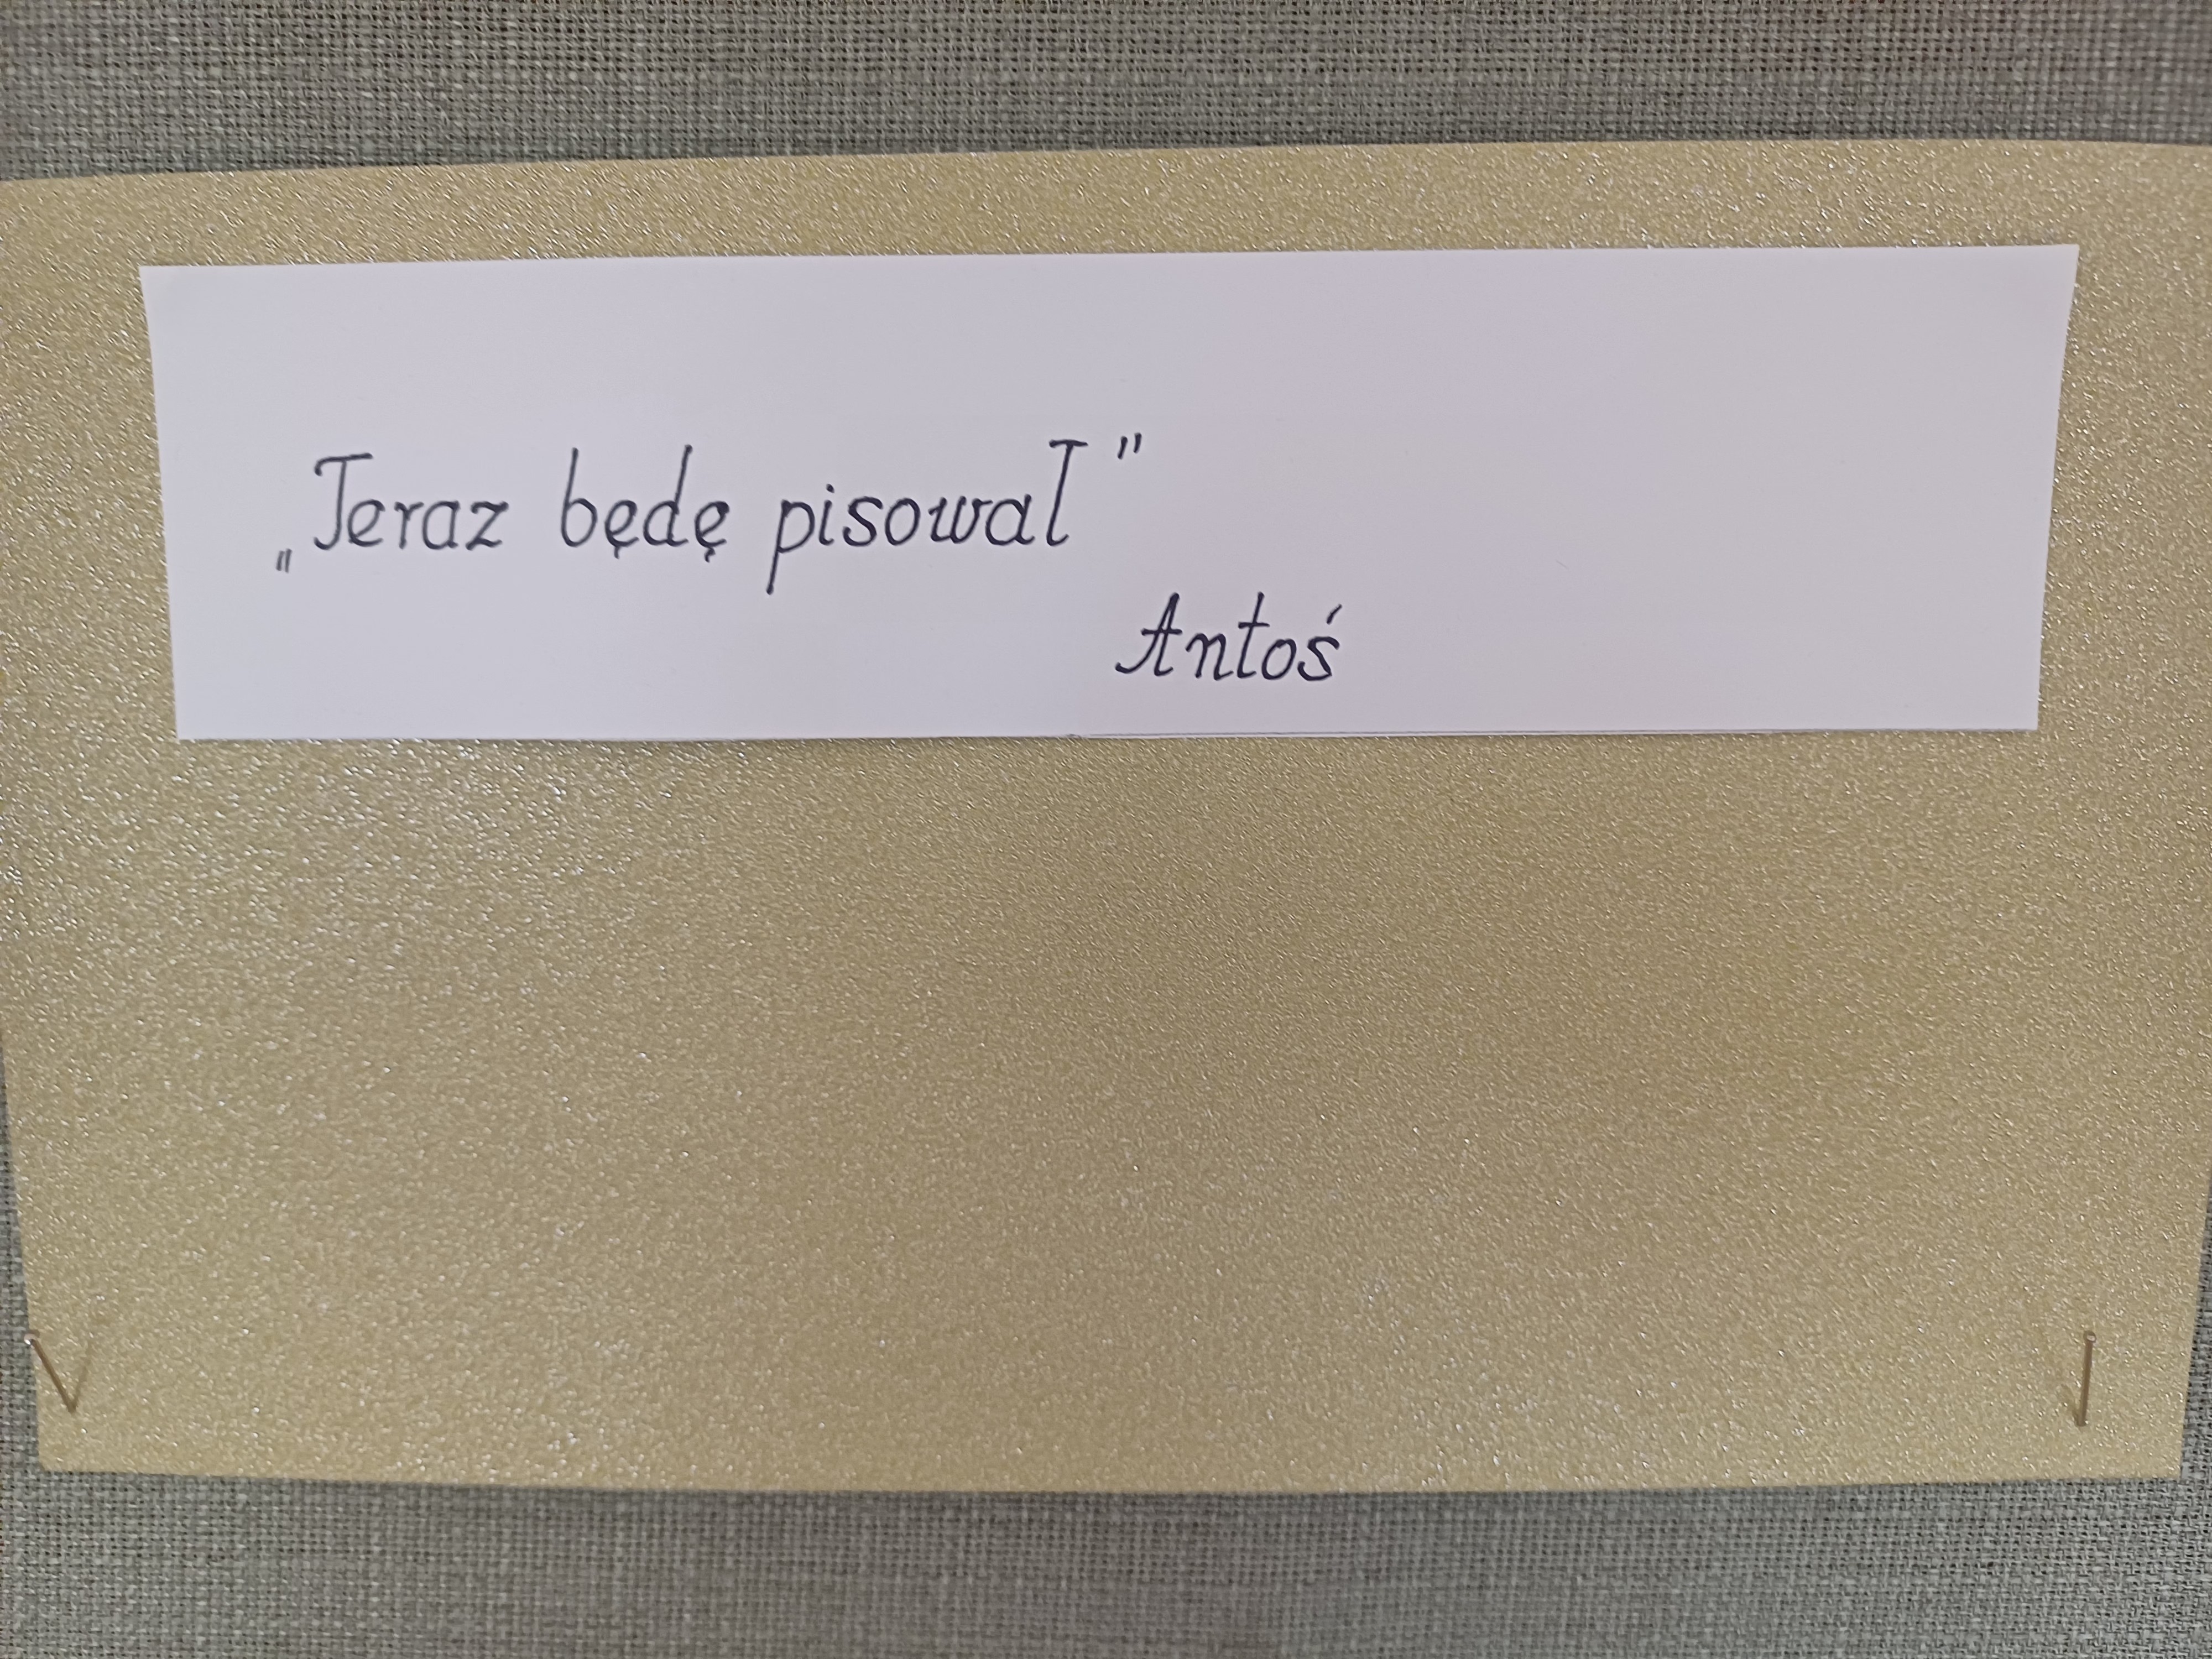 „Teraz będę pisował"
Antoś